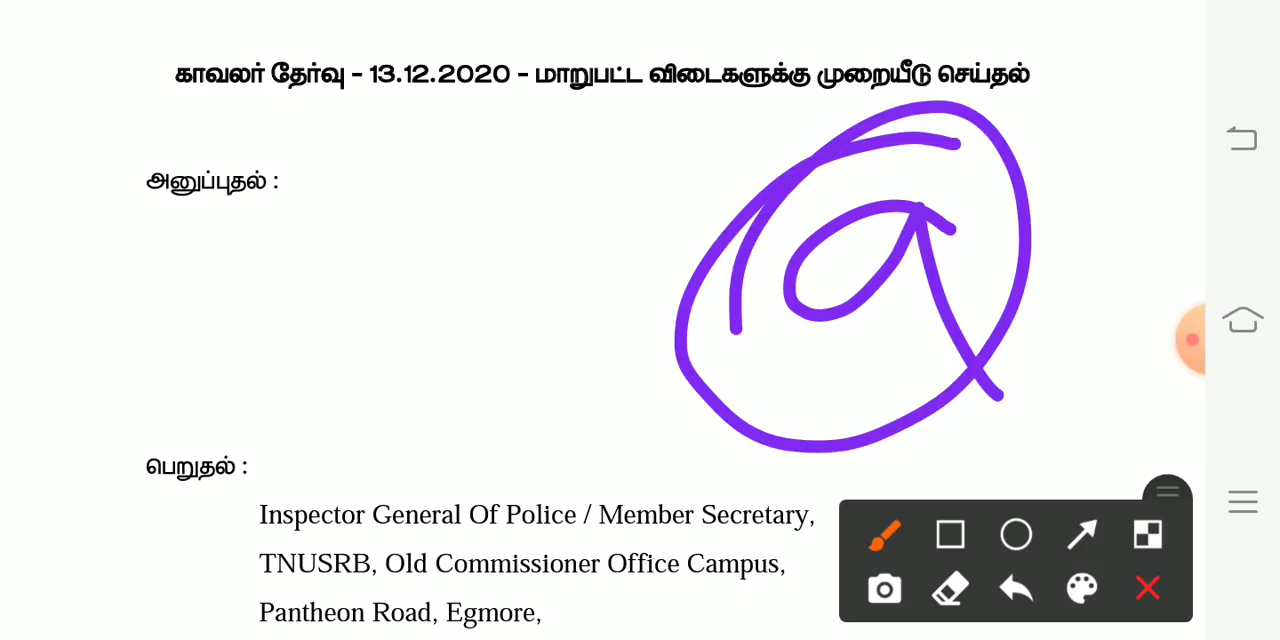 காவலர் தேர்வு - 13.12.2020 - மாறுபட்ட விடைகளுக்கு முறையீடு செய்தல்
அனுப்புதல் :
a
பெறுதல் :
Inspector General Of Police / Member Secretary,
TNUSRB, Old Commissioner Office Campus,
Pantheon Road, Egmore,